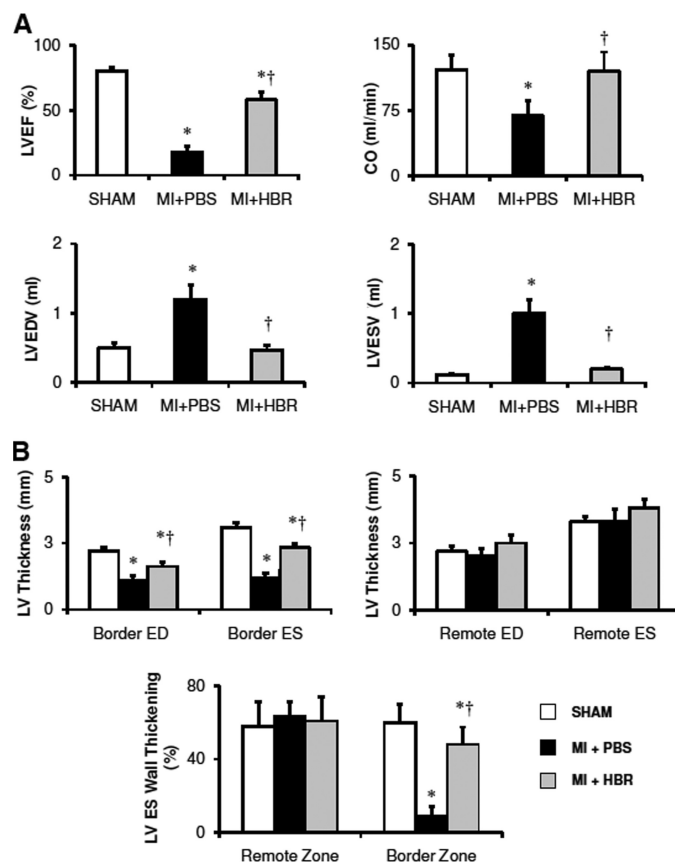 A
100
50
0
LVEF (%)
*
*†
SHAM MI+PBS MI+HBR
150
75
0
CO (ml/min)
*
†
SHAM MI+PBS MI+HBR
2
1
0
LVEDV (ml)
*
†
SHAM MI+PBS MI+HBR
2
1
0
LVESV (ml)
*
†
SHAM MI+PBS MI+HBR
B
5
3
0
LV Thickness (mm)
*
*†
*
*†
Border ED Border ES
5
3
0
LV Thickness (mm)
Remote ED Remote ES
80
40
0
LV ES Wall Thickening
(%)
*
*†
Remote Zone Border Zone
SHAM
MI + PBS
MI + HBR